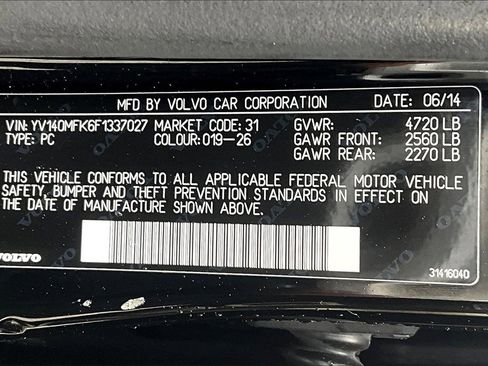 MFD BY VOLVO CAR CORPORATION DATE: 06/14
VIN: YV140MFK6F1337027 MARKET CODE: 31 GVWR: 4720 LB
TYPE: PC COLOUR: 019-26 GAWR FRONT: 2560 LB
GAWR REAR: 2270 LB
THIS VEHICLE CONFORMS TO ALL APPLICABLE FEDERAL MOTOR VEHICLE
SAFETY, BUMPER AND THEFT PREVENTION STANDARDS IN EFFECT ON
THE DATE OF MANUFACTURE SHOWN ABOVE.
VOLVO
31416040